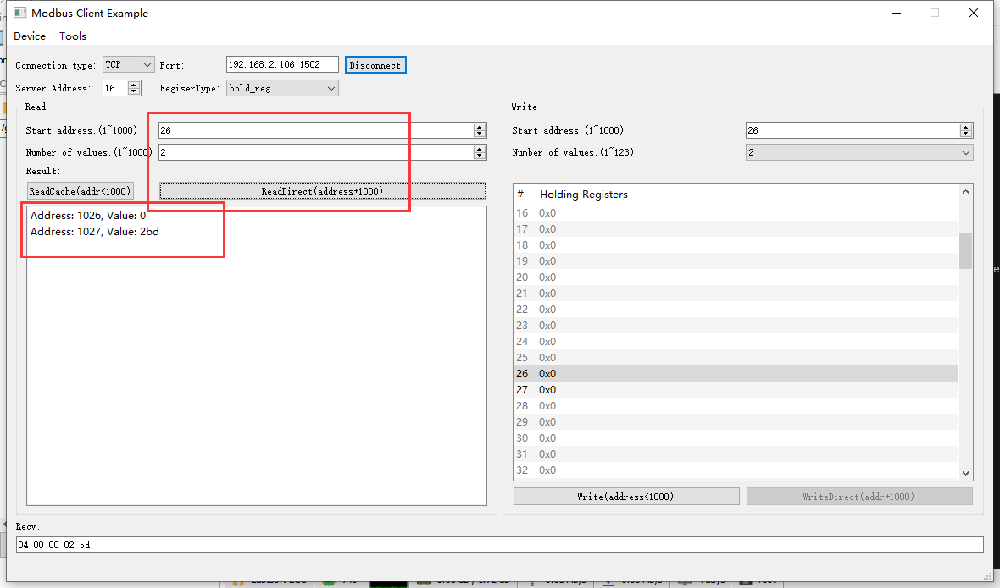 Modbus Client Example
Device Tools
Connection type: TCP Port: 192.168.2.106:1502 Disconnect
Server Address: 16 RegiserType: hold_reg
Read
Start address:(1~1000) 26
Number of values:(1~1000) 2
Result:
ReadCache(addr<1000) ReadDirect(address+1000)
Address: 1026, Value: 0
Address: 1027, Value: 2bd
Write
Start address:(1~1000) 26
Number of values:(1~123) 2
# Holding Registers
16 0x0
17 0x0
18 0x0
19 0x0
20 0x0
21 0x0
22 0x0
23 0x0
24 0x0
25 0x0
26 0x0
27 0x0
28 0x0
29 0x0
30 0x0
31 0x0
32 0x0
Write(address<1000) WriteDirect(addr+1000)
Recv:
04 00 00 02 bd